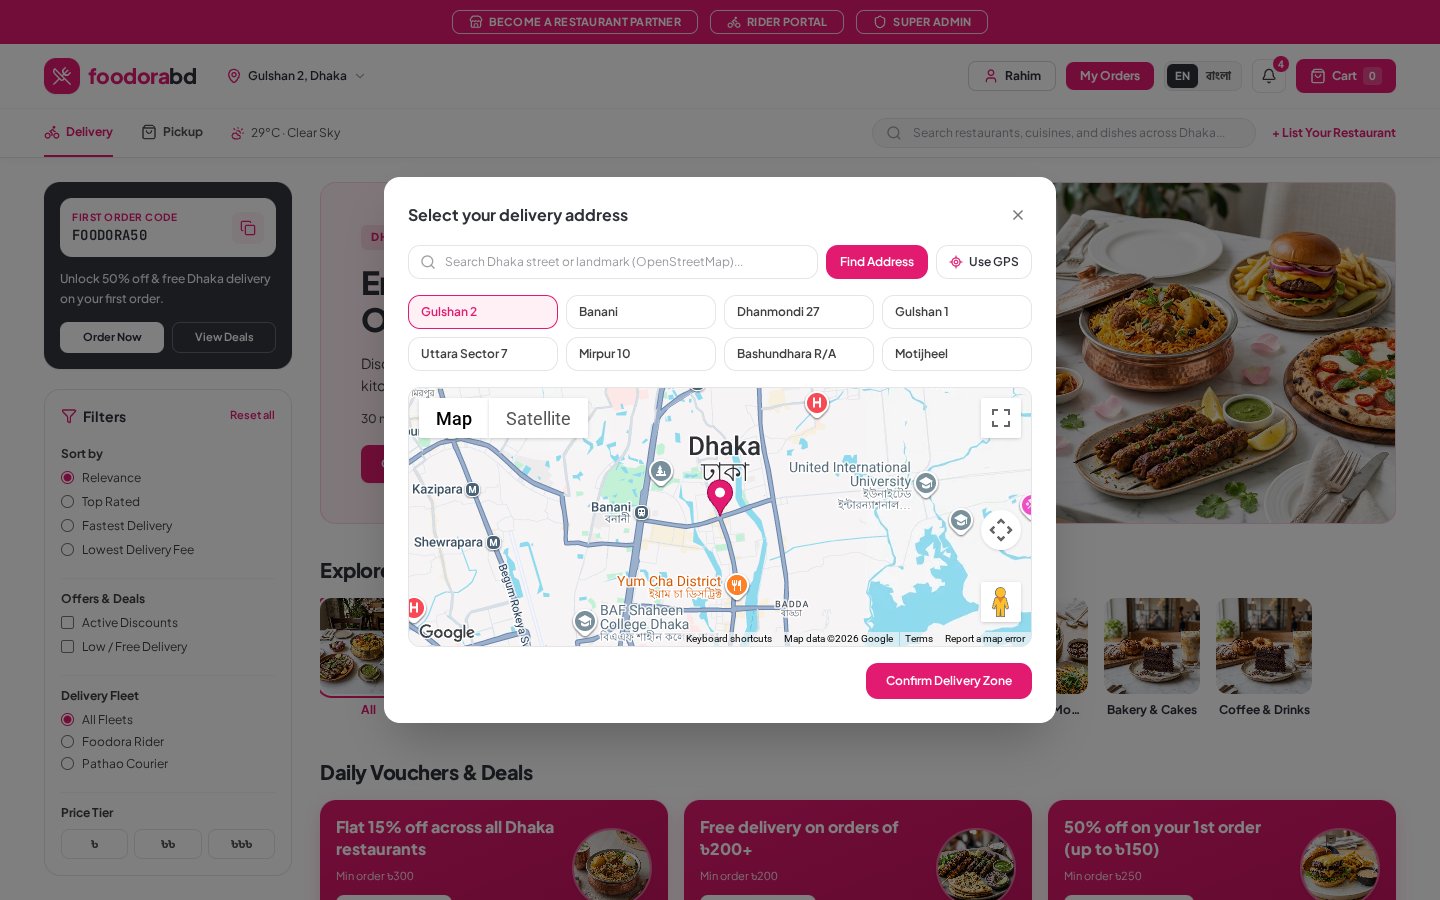 BECOME A RESTAURANT PARTNER
RIDER PORTAL
SUPER ADMIN
foodorabd
Gulshan 2, Dhaka
Rahim
My Orders
EN
বাংলা
4
Cart 0
Delivery
Pickup
29°C · Clear Sky
Search restaurants, cuisines, and dishes across Dhaka...
+ List Your Restaurant
FIRST ORDER CODE
FOODORA50
Unlock 50% off & free Dhaka delivery
on your first order.
Order Now
View Deals
Filters
Reset all
Sort by
Relevance
Top Rated
Fastest Delivery
Lowest Delivery Fee
Offers & Deals
Active Discounts
Low / Free Delivery
Delivery Fleet
All Fleets
Foodora Rider
Pathao Courier
Price Tier
৳
৳৳
৳৳৳
Select your delivery address
Search Dhaka street or landmark (OpenStreetMap)...
Find Address
Use GPS
Gulshan 2
Banani
Dhanmondi 27
Gulshan 1
Uttara Sector 7
Mirpur 10
Bashundhara R/A
Motijheel
Map
Satellite
H
Dhaka
ঢাকা
United International
University
ইউনাইটেড
ইন্টারন্যাশনাল...
Kazipara
M
Banani
বনানী
Shewrapara
M
Begum Rokeya
Yum Cha District
ইয়াম চা ডিসট্রিক্ট
H
BADDA
বাড্ডা
BAF Shaheen
College Dhaka
বিএএফ শাহীন
Google
Keyboard shortcuts
Map data ©2026 Google
Terms
Report a map error
Confirm Delivery Zone
All
Bakery & Cakes
Coffee & Drinks
Daily Vouchers & Deals
Flat 15% off across all Dhaka
restaurants
Min order ৳300
Free delivery on orders of
৳200+
Min order ৳200
50% off on your 1st order
(up to ৳150)
Min order ৳250